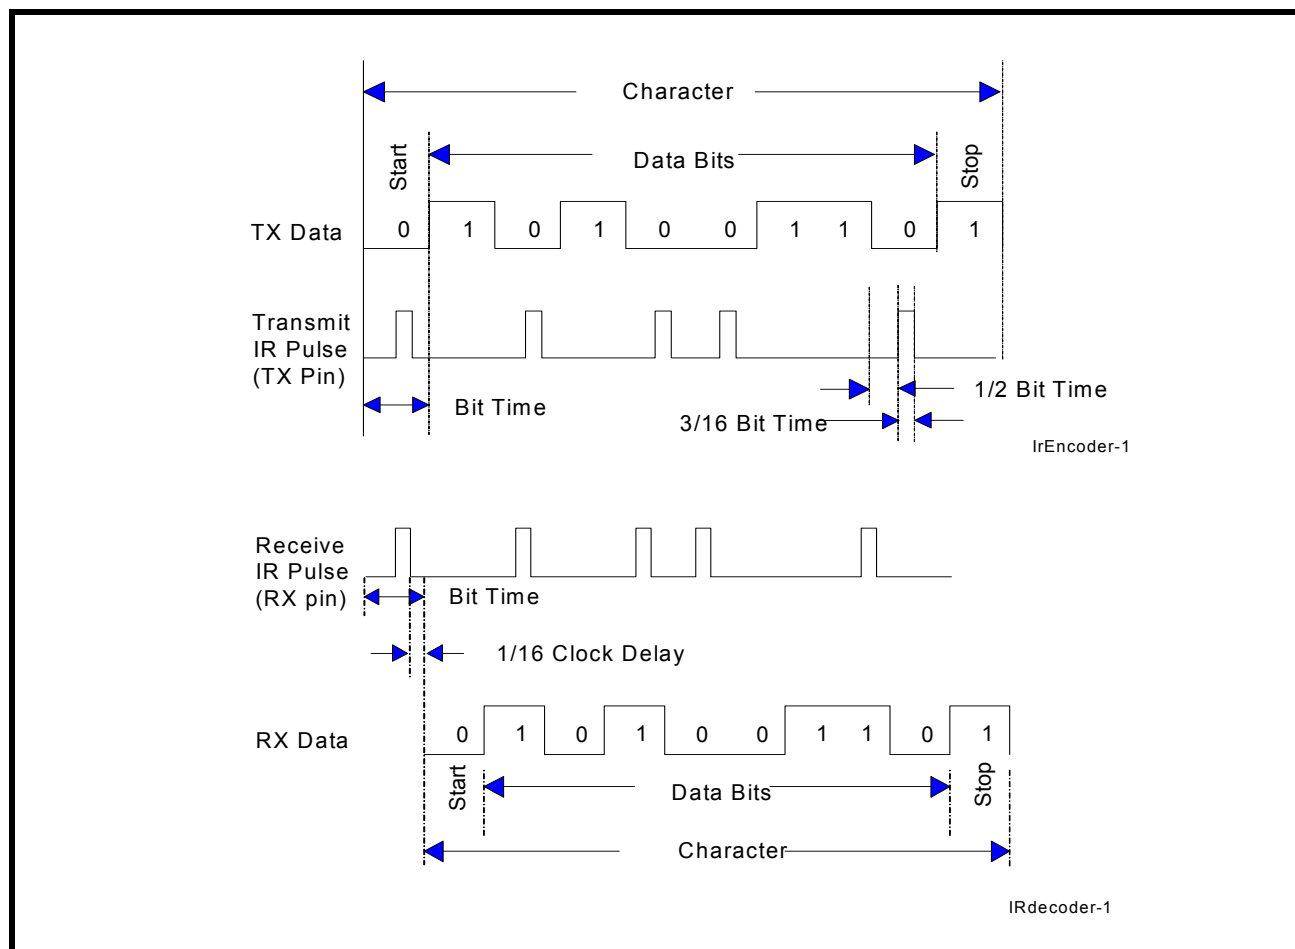 Character
Start
Data Bits
Stop
TX Data 0 1 0 1 0 0 1 1 0 1
Transmit
IR Pulse
(TX Pin)
1/2 Bit Time
Bit Time
3/16 Bit Time
IrEncoder-1
Receive
IR Pulse
(RX pin)
Bit Time
1/16 Clock Delay
RX Data 0 1 0 1 0 0 1 1 0 1
Start
Data Bits
Stop
Character
IRdecoder-1